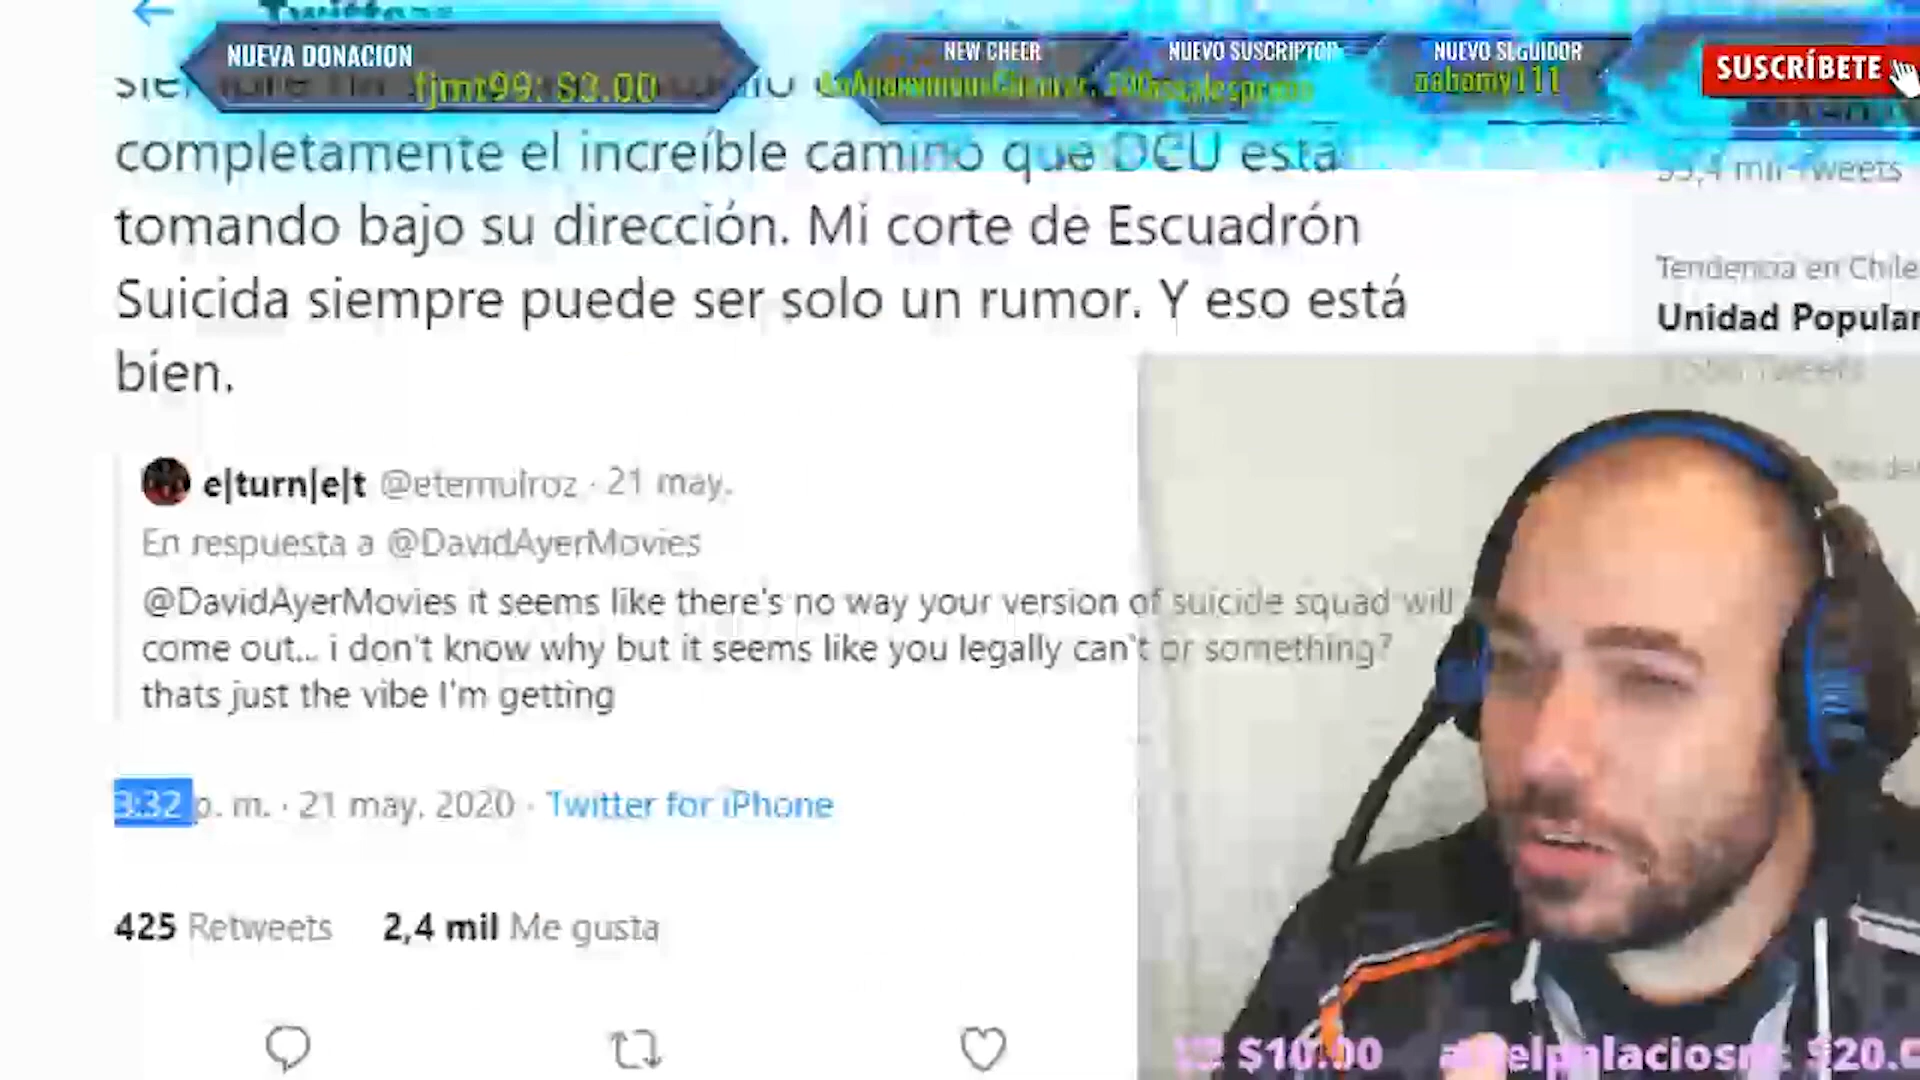 NUEVA DONACION
fjmt99: $3.00
NEW CHEER
NUEVO SUSCRIPTOR
NUEVO SEGUIDOR
aahomy111
SUSCRÍBETE
completamente el increíble camino que DCU está
tomando bajo su dirección. Mi corte de Escuadrón
Suicida siempre puede ser solo un rumor. Y eso está
bien.
Tendencia en Chile
Unidad Popular
e|turn|e|t @eternulroz · 21 may.
En respuesta a @DavidAyerMovies
@DavidAyerMovies it seems like there's no way your version of suicide squad will
come out... i don't know why but it seems like you legally can't or something?
thats just the vibe I'm getting
3:32 p. m. · 21 may. 2020 · Twitter for iPhone
425 Retweets 2,4 mil Me gusta
$10.00